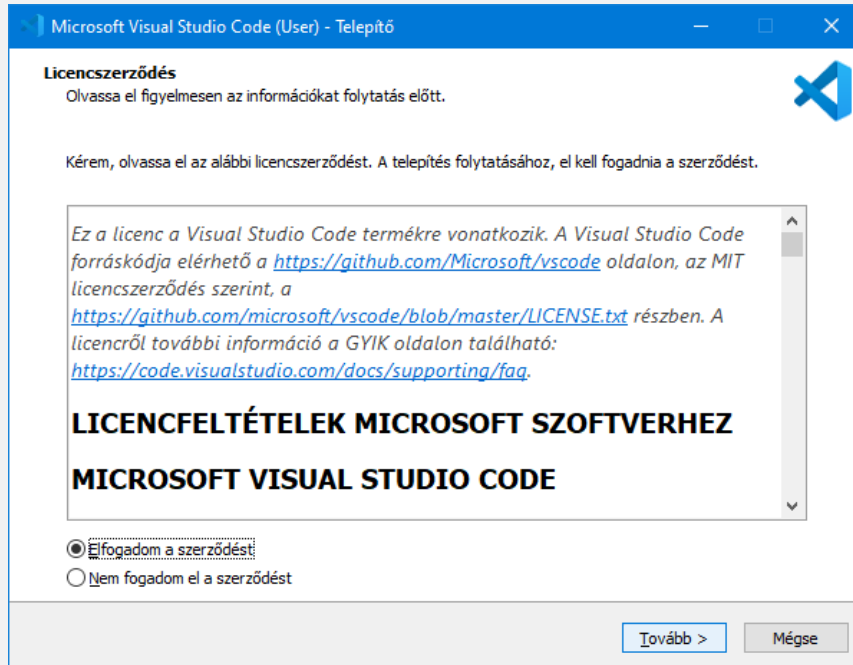 Microsoft Visual Studio Code (User) - Telepítő
Licencszerződés
Olvassa el figyelmesen az információkat folytatás előtt.
Kérem, olvassa el az alábbi licencszerződést. A telepítés folytatásához, el kell fogadnia a szerződést.
Ez a licenc a Visual Studio Code termékre vonatkozik. A Visual Studio Code
forráskódja elérhető a https://github.com/Microsoft/vscode oldalon, az MIT
licencszerződés szerint, a
https://github.com/microsoft/vscode/blob/master/LICENSE.txt részben. A
licencről további információ a GYIK oldalon található:
https://code.visualstudio.com/docs/supporting/faq.
LICENCFELTÉTELEK MICROSOFT SZOFTVERHEZ
MICROSOFT VISUAL STUDIO CODE
Elfogadom a szerződést
Nem fogadom el a szerződést
Tovább > Mégse